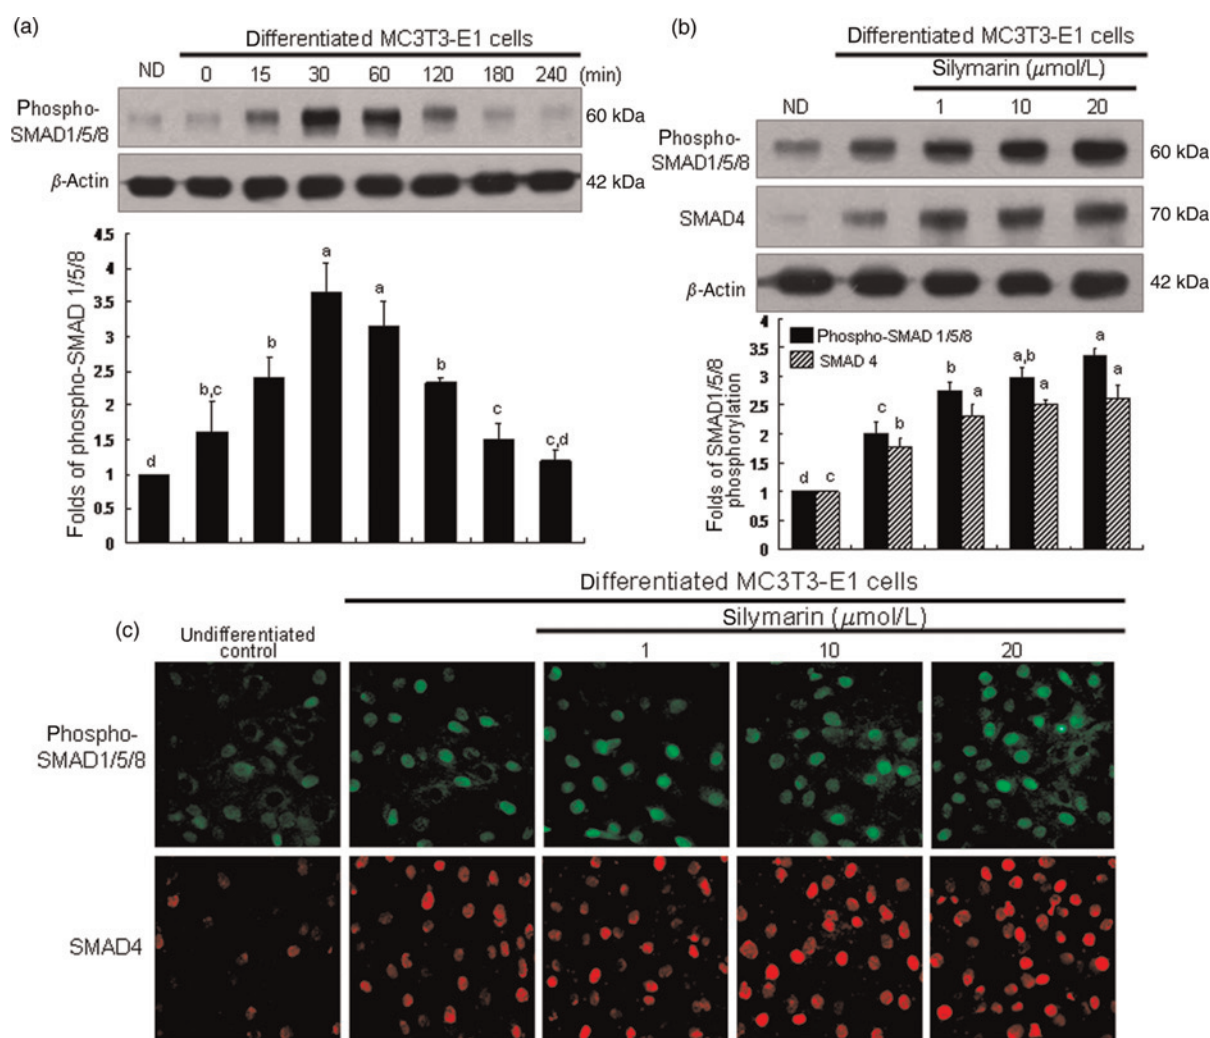 (a)
Differentiated MC3T3-E1 cells
ND 0 15 30 60 120 180 240 (min)
Phospho-
SMAD1/5/8
60 kDa
β-Actin
42 kDa
Folds of phospho-SMAD 1/5/8
4.5
4
3.5
3
2.5
2
1.5
1
0.5
0
d b,c b a a b c c,d
(b)
Differentiated MC3T3-E1 cells
Silymarin (μmol/L)
ND 1 10 20
Phospho-
SMAD1/5/8
60 kDa
SMAD4
70 kDa
β-Actin
42 kDa
Folds of SMAD1/5/8
phosphorylation
4
3.5
3
2.5
2
1.5
1
0.5
0
Phospho-SMAD 1/5/8
SMAD 4
d c c b b a a,b a a a
(c)
Differentiated MC3T3-E1 cells
Silymarin (μmol/L)
Undifferentiated
control
1 10 20
Phospho-
SMAD1/5/8
SMAD4